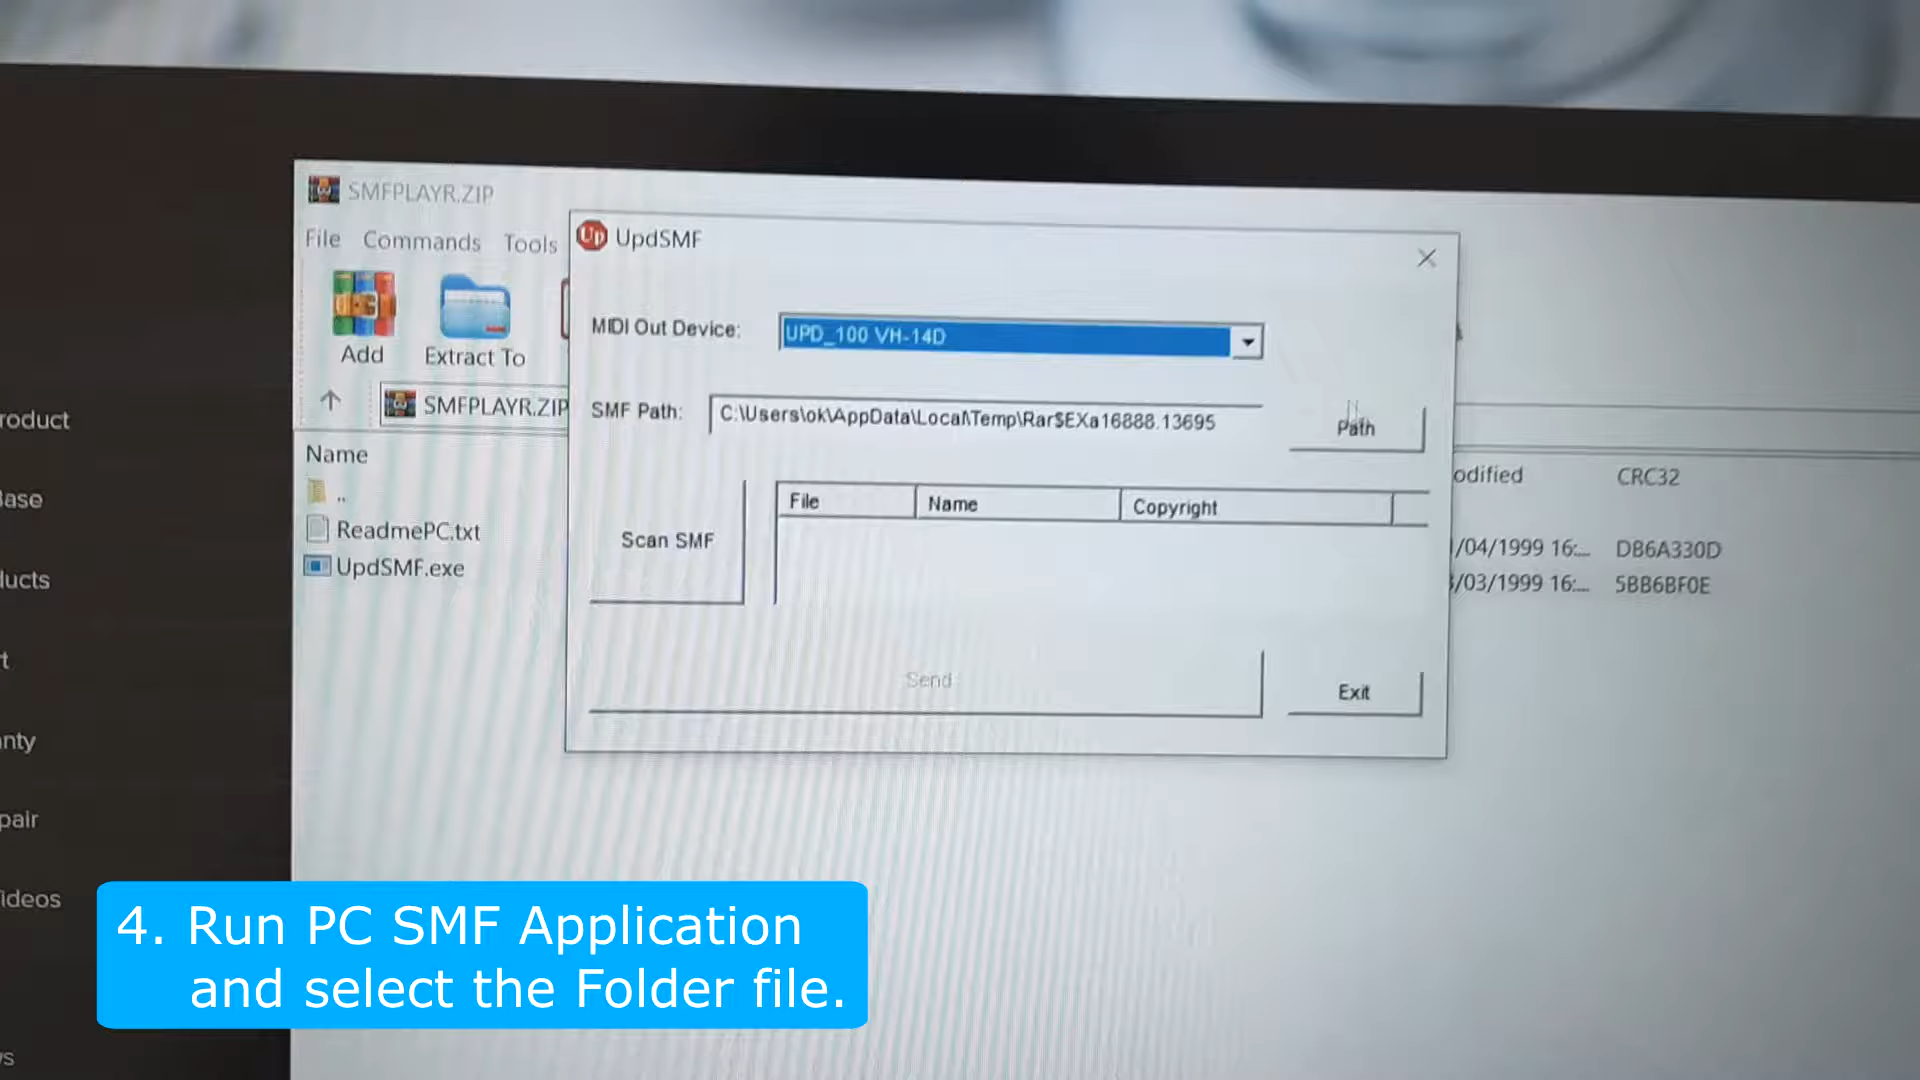 SMFPLAYR.ZIP
File Commands Tools
Add
Extract To
SMFPLAYR.ZIP
Name
..
ReadmePC.txt
UpdSMF.exe
Up UpdSMF
MIDI Out Device: UPD_100 VH-14D
SMF Path: C:\Users\ok\AppData\Local\Temp\Rar$EXa16888.13695
Path
Scan SMF
File Name Copyright
Send
Exit
odified CRC32
/04/1999 16:... DB6A330D
/03/1999 16:... 5BB6BF0E
roduct
ase
ucts
t
nty
pair
ideos
s
4. Run PC SMF Application
and select the Folder file.